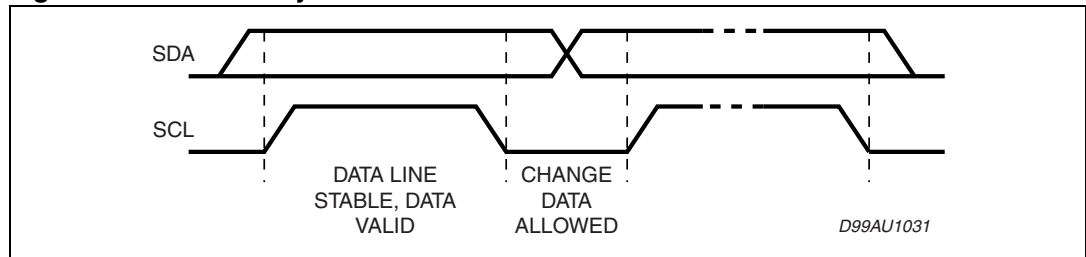 SDA
SCL
DATA LINE
STABLE, DATA
VALID
CHANGE
DATA
ALLOWED
D99AU1031